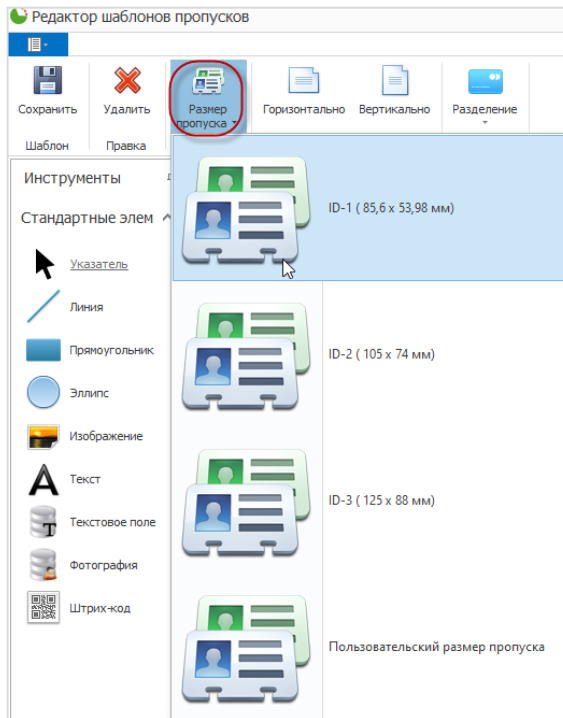 Редактор шаблонов пропусков
Сохранить
Удалить
Размер
пропуска
Горизонтально
Вертикально
Разделение
Шаблон
Правка
Инструменты
Стандартные элем
Указатель
Линия
Прямоугольник
Эллипс
Изображение
Текст
Текстовое поле
Фотография
Штрих-код
ID-1 ( 85,6 x 53,98 мм)
ID-2 ( 105 x 74 мм)
ID-3 ( 125 x 88 мм)
Пользовательский размер пропуска